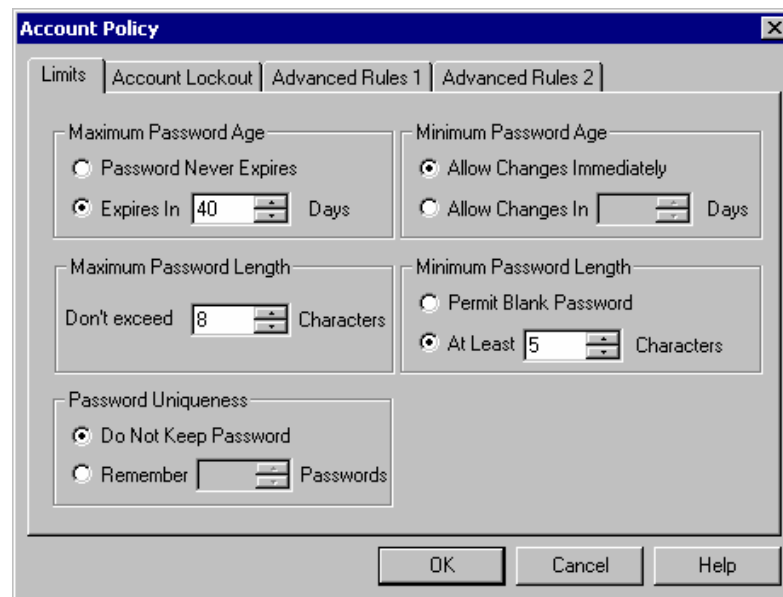 Account Policy
Limits Account Lockout Advanced Rules 1 Advanced Rules 2
Maximum Password Age
Password Never Expires
Expires In 40 Days
Minimum Password Age
Allow Changes Immediately
Allow Changes In Days
Maximum Password Length
Don't exceed 8 Characters
Minimum Password Length
Permit Blank Password
At Least 5 Characters
Password Uniqueness
Do Not Keep Password
Remember Passwords
OK Cancel Help